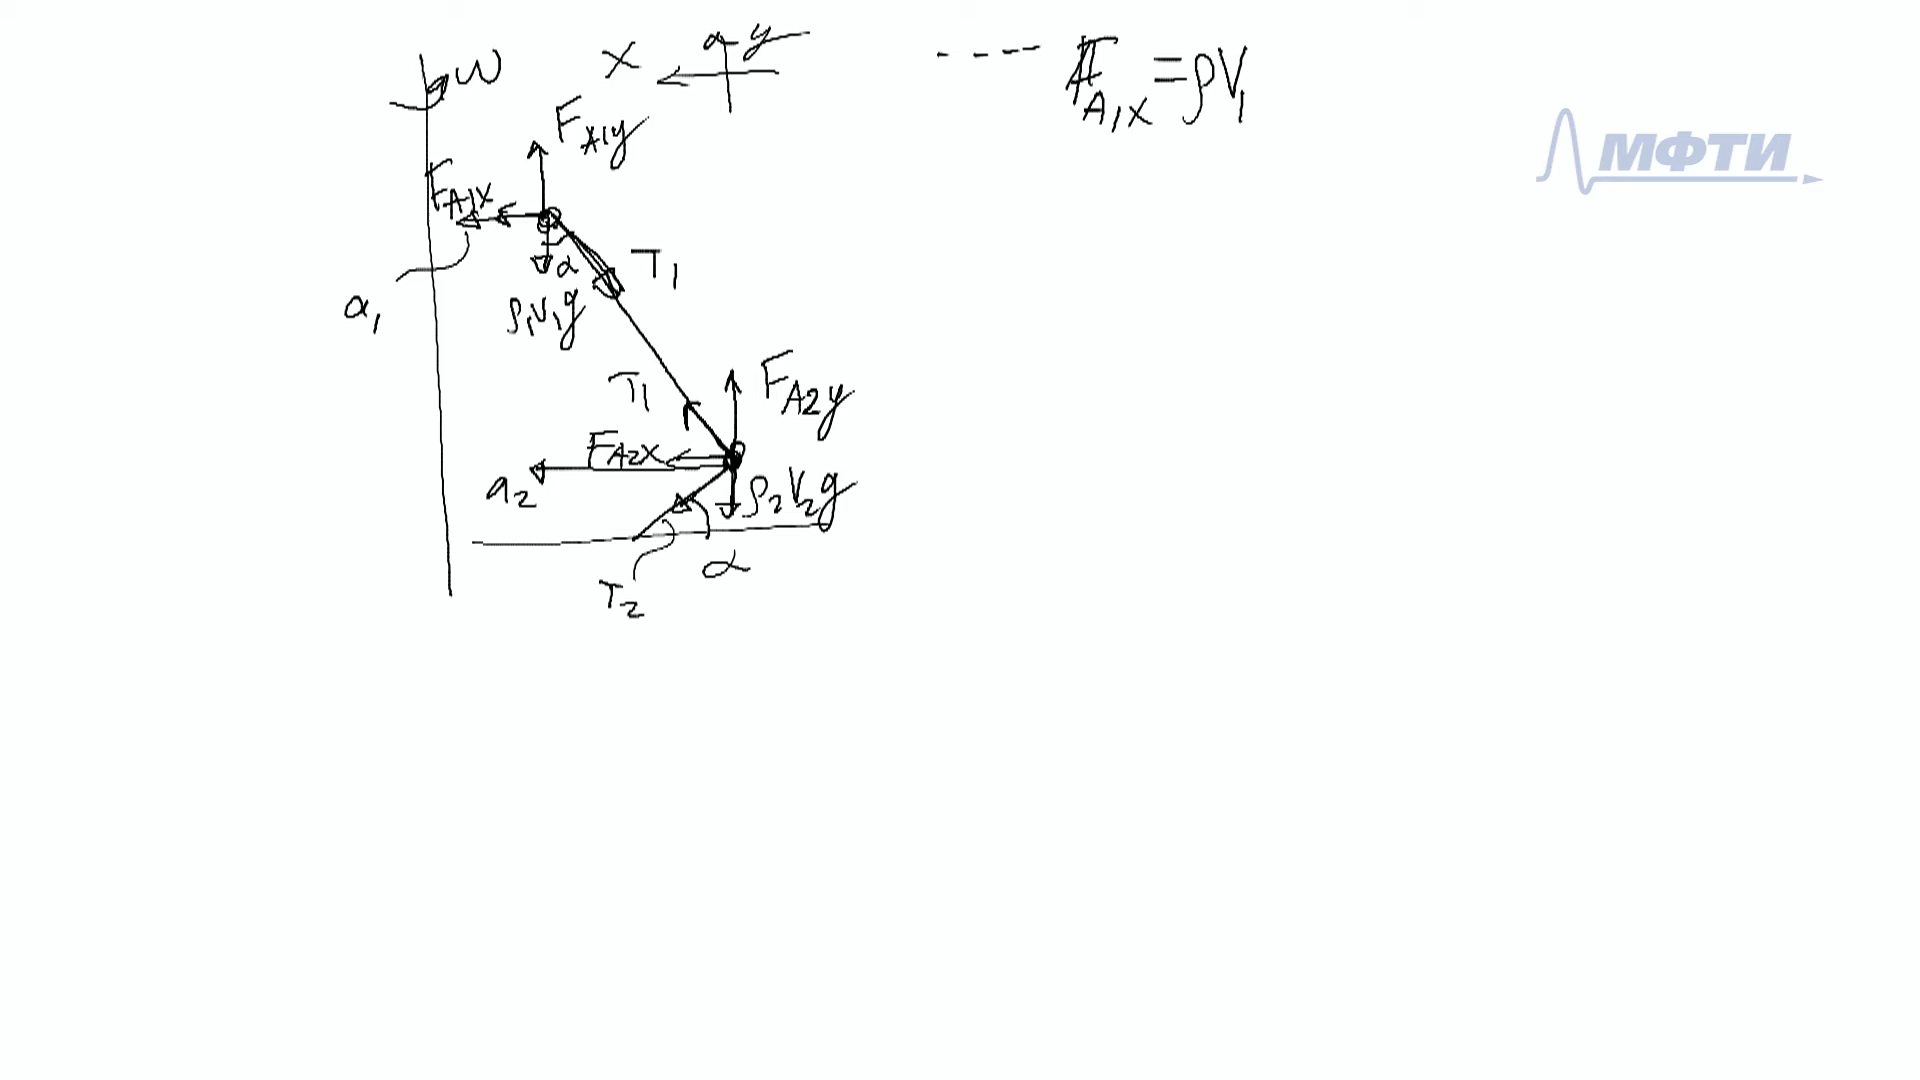 ω
x
y
F_{A1x} = ρV_1
МФТИ
F_{A1y}
F_{A1x}
T_1
α
ρ_1V_1g
a_1
T_1
F_{A2y}
F_{A2x}
a_2
ρ_2V_2g
α
T_2